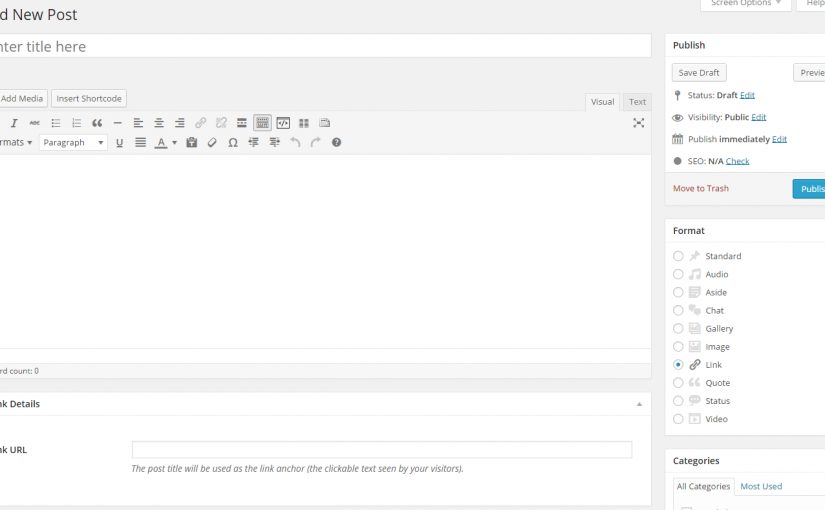 d New Post
Screen Options
Help
nter title here
Add Media
Insert Shortcode
Visual
Text
rmats
Paragraph
rd count: 0
nk Details
nk URL
The post title will be used as the link anchor (the clickable text seen by your visitors).
Publish
Save Draft
Previe
Status: Draft Edit
Visibility: Public Edit
Publish immediately Edit
SEO: N/A Check
Move to Trash
Publis
Format
Standard
Audio
Aside
Chat
Gallery
Image
Link
Quote
Status
Video
Categories
All Categories
Most Used